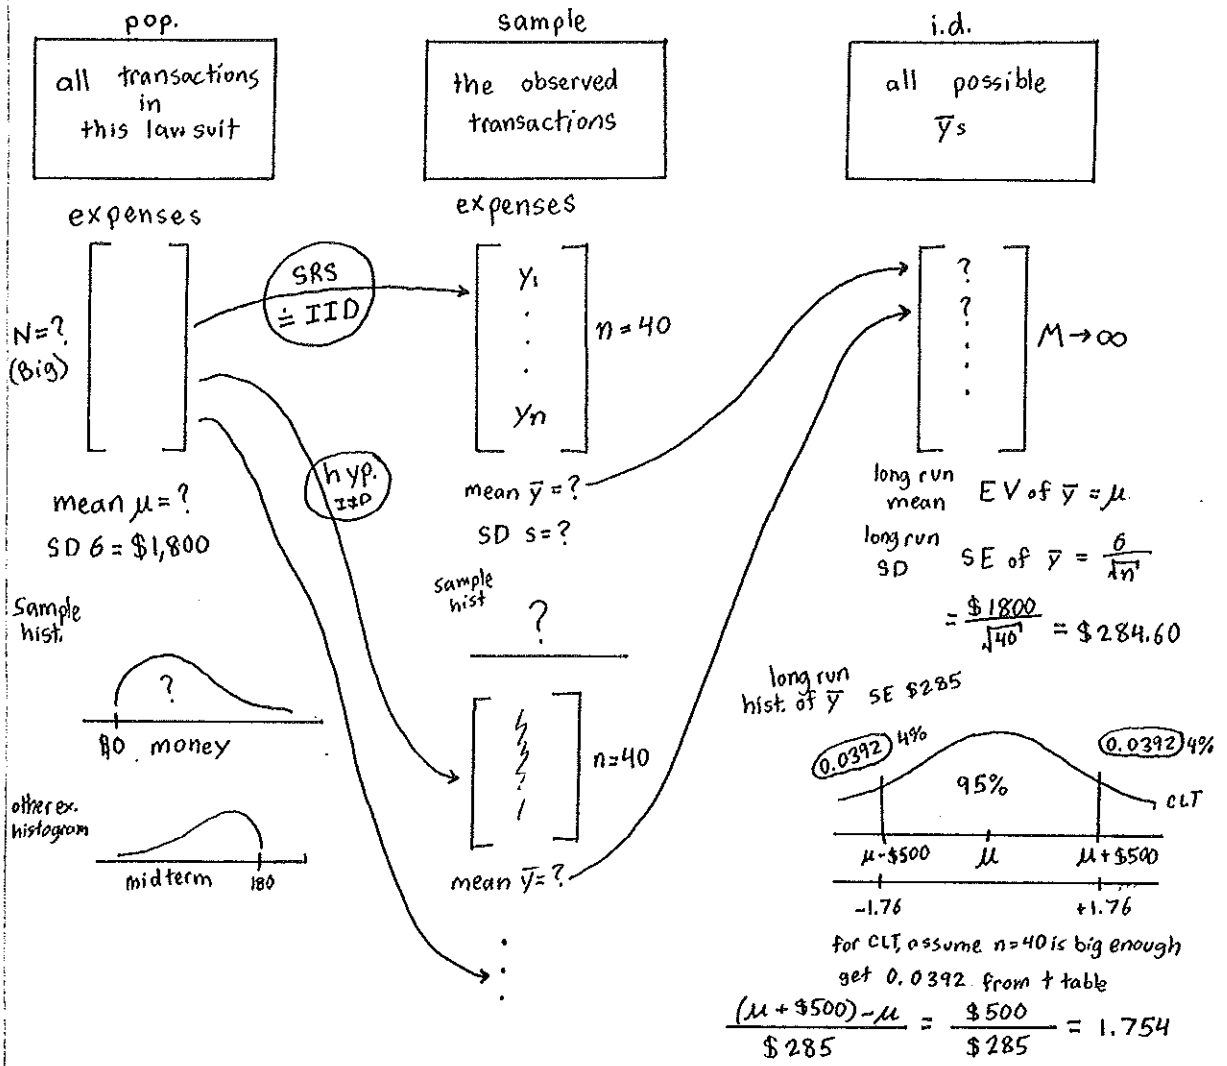 pop.
all transactions
in
this law suit
expenses
N=?
(Big)
mean μ=?
SD σ = $1,800
Sample
hist.
?
$0 money
other ex.
histogram
midterm 180
SRS
≐ IID
hyp.
IID
sample
the observed
transactions
expenses
y₁
.
.
.
yn
n=40
mean ȳ=?
SD s=?
sample
hist
?
n=40
mean ȳ=?
.
.
.
i.d.
all possible
ȳs
?
?
.
.
.
M→∞
long run
mean EV of ȳ = μ
long run
SD SE of ȳ = σ/√n
= $1800/√40 = $284.60
long run
hist. of ȳ SE $285
0.0392 4% 0.0392 4%
95%
CLT
μ-$500 μ μ+$500
-1.76 +1.76
for CLT, assume n=40 is big enough
get 0.0392 from t table
(μ+$500)-μ / $285 = $500 / $285 = 1.754